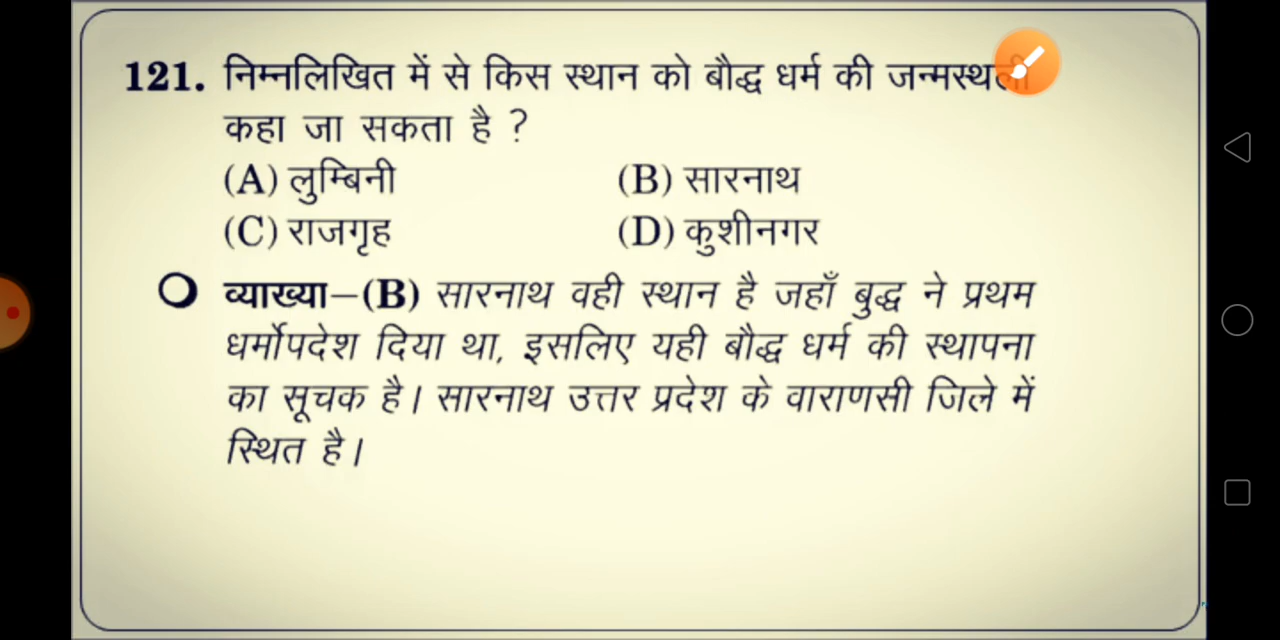 121. निम्नलिखित में से किस स्थान को बौद्ध धर्म की जन्मस्थली
कहा जा सकता है ?
(A) लुम्बिनी (B) सारनाथ
(C) राजगृह (D) कुशीनगर
व्याख्या–(B) सारनाथ वही स्थान है जहाँ बुद्ध ने प्रथम
धर्मोपदेश दिया था, इसलिए यही बौद्ध धर्म की स्थापना
का सूचक है। सारनाथ उत्तर प्रदेश के वाराणसी जिले में
स्थित है।